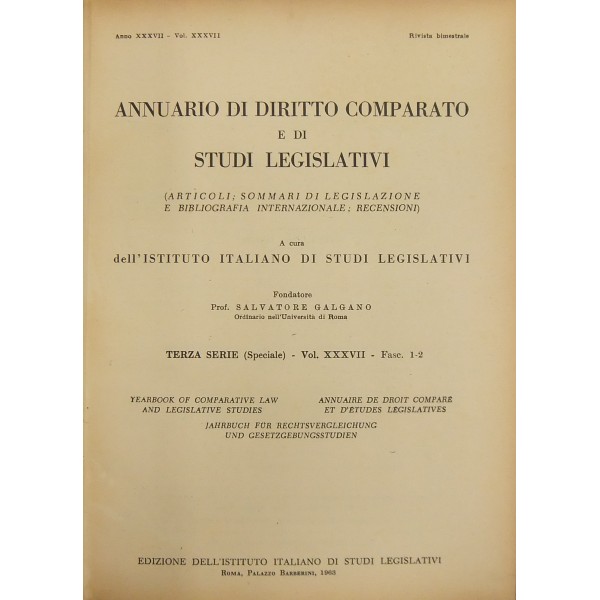 Anno XXXVII - Vol. XXXVII Rivista bimestrale
ANNUARIO DI DIRITTO COMPARATO
E DI
STUDI LEGISLATIVI
(ARTICOLI; SOMMARI DI LEGISLAZIONE
E BIBLIOGRAFIA INTERNAZIONALE; RECENSIONI)
A cura
dell'ISTITUTO ITALIANO DI STUDI LEGISLATIVI
Fondatore
Prof. SALVATORE GALGANO
Ordinario nell'Università di Roma
TERZA SERIE (Speciale) - Vol. XXXVII - Fasc. 1-2
YEARBOOK OF COMPARATIVE LAW
AND LEGISLATIVE STUDIES
ANNUAIRE DE DROIT COMPARÉ
ET D'ÉTUDES LÉGISLATIVES
JAHRBUCH FÜR RECHTSVERGLEICHUNG
UND GESETZGEBUNGSSTUDIEN
EDIZIONE DELL'ISTITUTO ITALIANO DI STUDI LEGISLATIVI
Roma, Palazzo Barberini, 1963